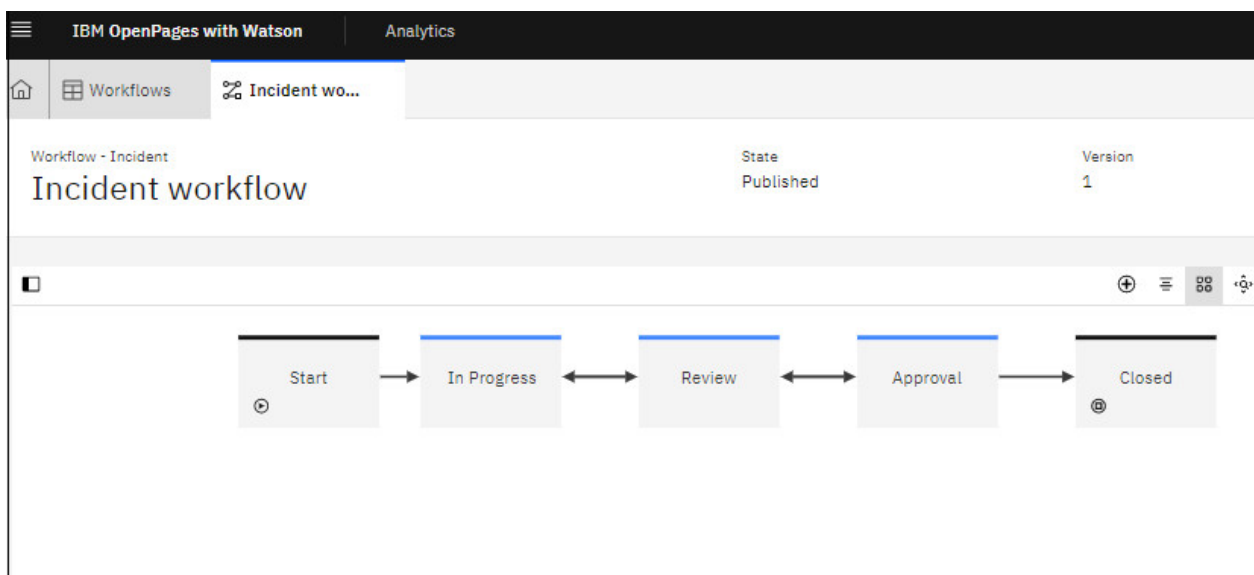 IBM OpenPages with Watson Analytics
Workflows Incident wo...
Workflow - Incident
Incident workflow
State
Published
Version
1
Start In Progress Review Approval Closed